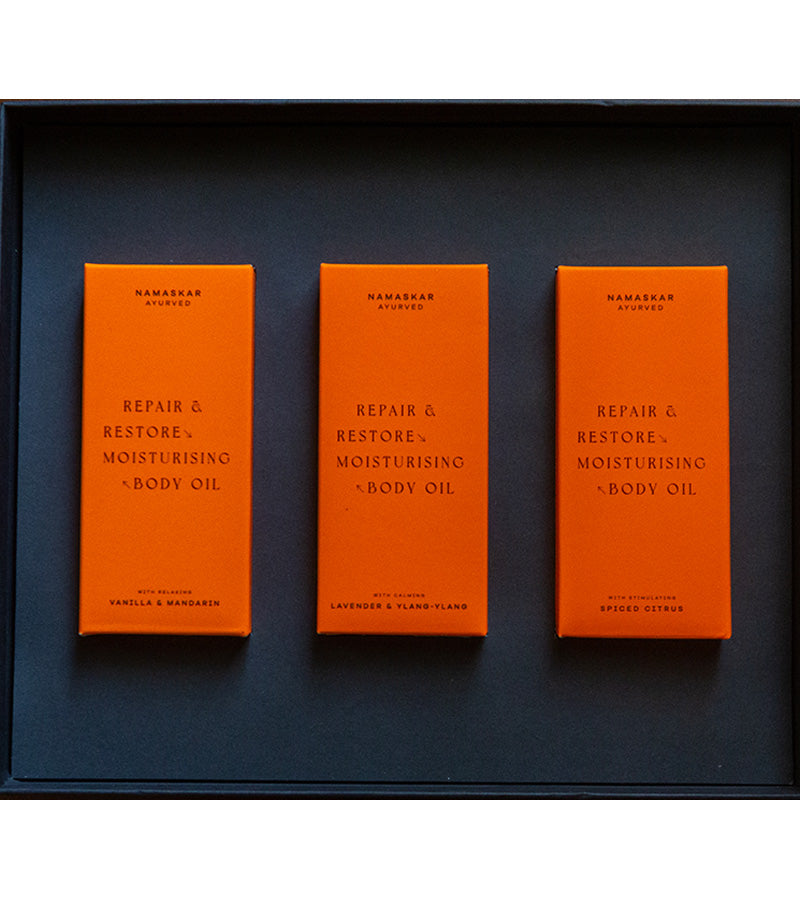 NAMASKAR
AYURVED
REPAIR &
RESTORE↘
MOISTURISING
↖BODY OIL
WITH RELAXING
VANILLA & MANDARIN
NAMASKAR
AYURVED
REPAIR &
RESTORE↘
MOISTURISING
↖BODY OIL
WITH CALMING
LAVENDER & YLANG-YLANG
NAMASKAR
AYURVED
REPAIR &
RESTORE↘
MOISTURISING
↖BODY OIL
WITH STIMULATING
SPICED CITRUS